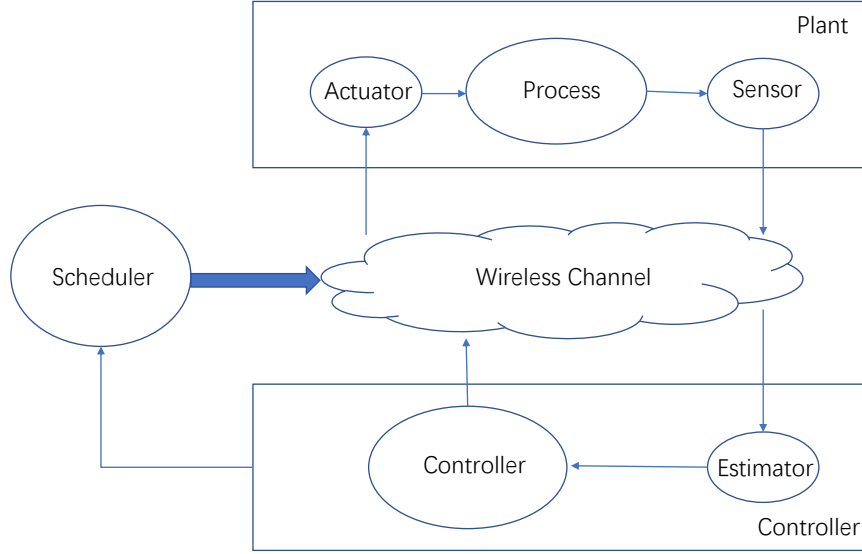 Plant
Actuator
Process
Sensor
Scheduler
Wireless Channel
Controller
Estimator
Controller